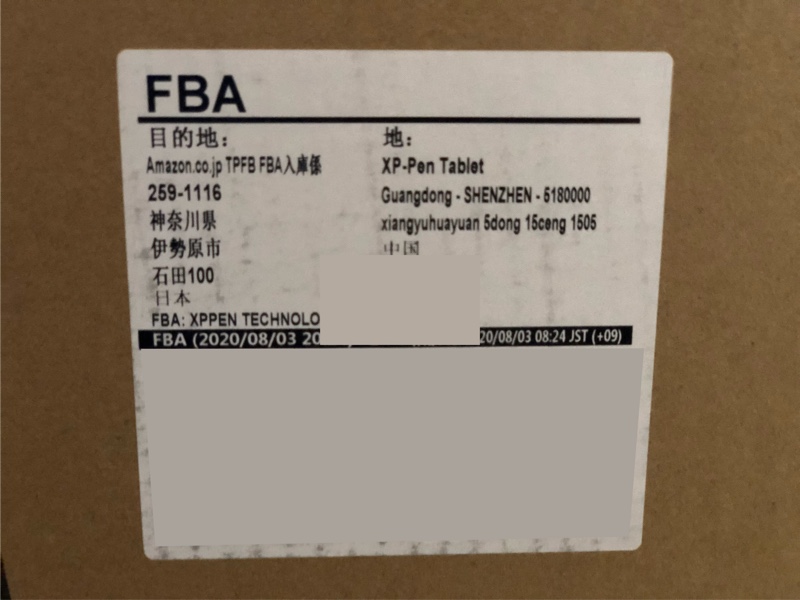 FBA
目的地:
Amazon.co.jp TPFB FBA入庫係
259-1116
神奈川県
伊勢原市
石田100
日本
地:
XP-Pen Tablet
Guangdong - SHENZHEN - 5180000
xiangyuhuayuan 5dong 15ceng 1505
中国
FBA: XPPEN TECHNOLO
FBA (2020/08/03 20
20/08/03 08:24 JST (+09)